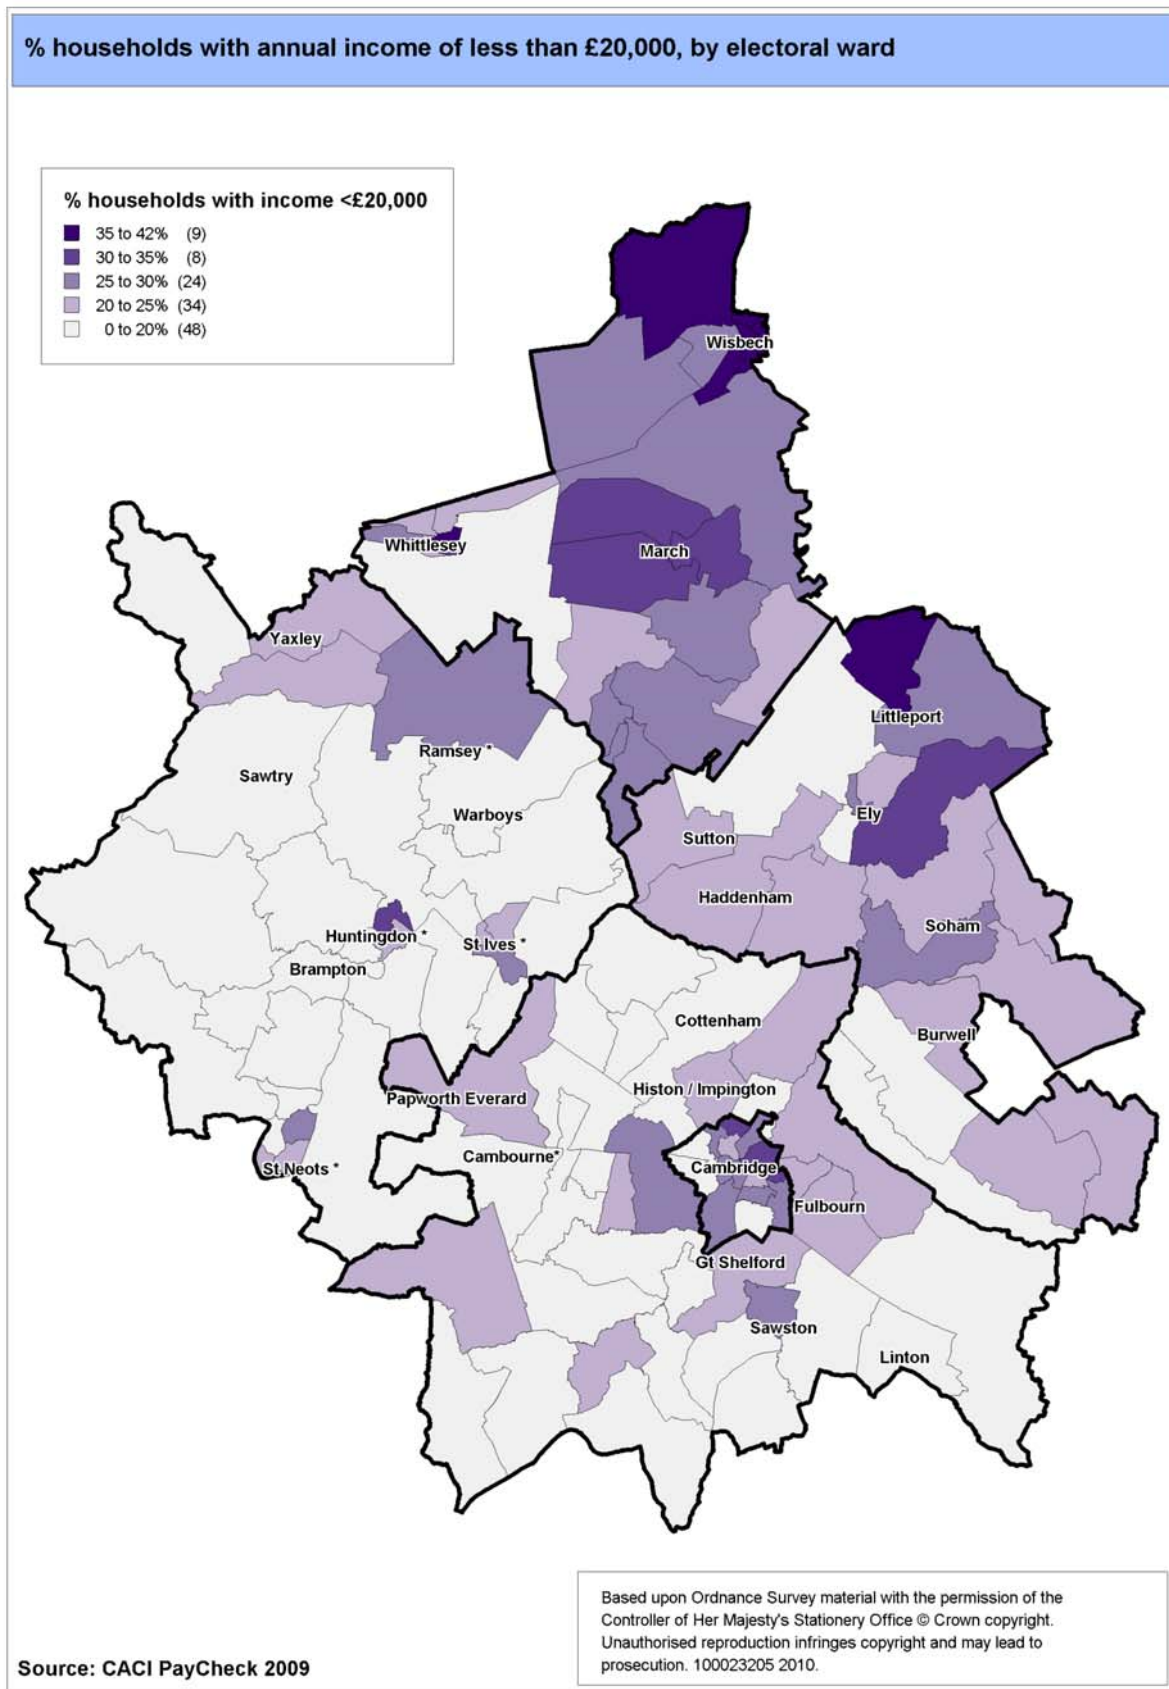 % households with annual income of less than £20,000, by electoral ward
% households with income <£20,000
35 to 42% (9)
30 to 35% (8)
25 to 30% (24)
20 to 25% (34)
0 to 20% (48)
Wisbech
Whittlesey
March
Yaxley
Littleport
Ramsey *
Sawtry
Warboys
Ely
Sutton
Haddenham
Soham
Huntingdon *
St Ives *
Brampton
Cottenham
Burwell
Histon / Impington
Papworth Everard
Cambourne*
Cambridge
St Neots *
Fulbourn
Gt Shelford
Sawston
Linton
Based upon Ordnance Survey material with the permission of the
Controller of Her Majesty's Stationery Office © Crown copyright.
Unauthorised reproduction infringes copyright and may lead to
prosecution. 100023205 2010.
Source: CACI PayCheck 2009